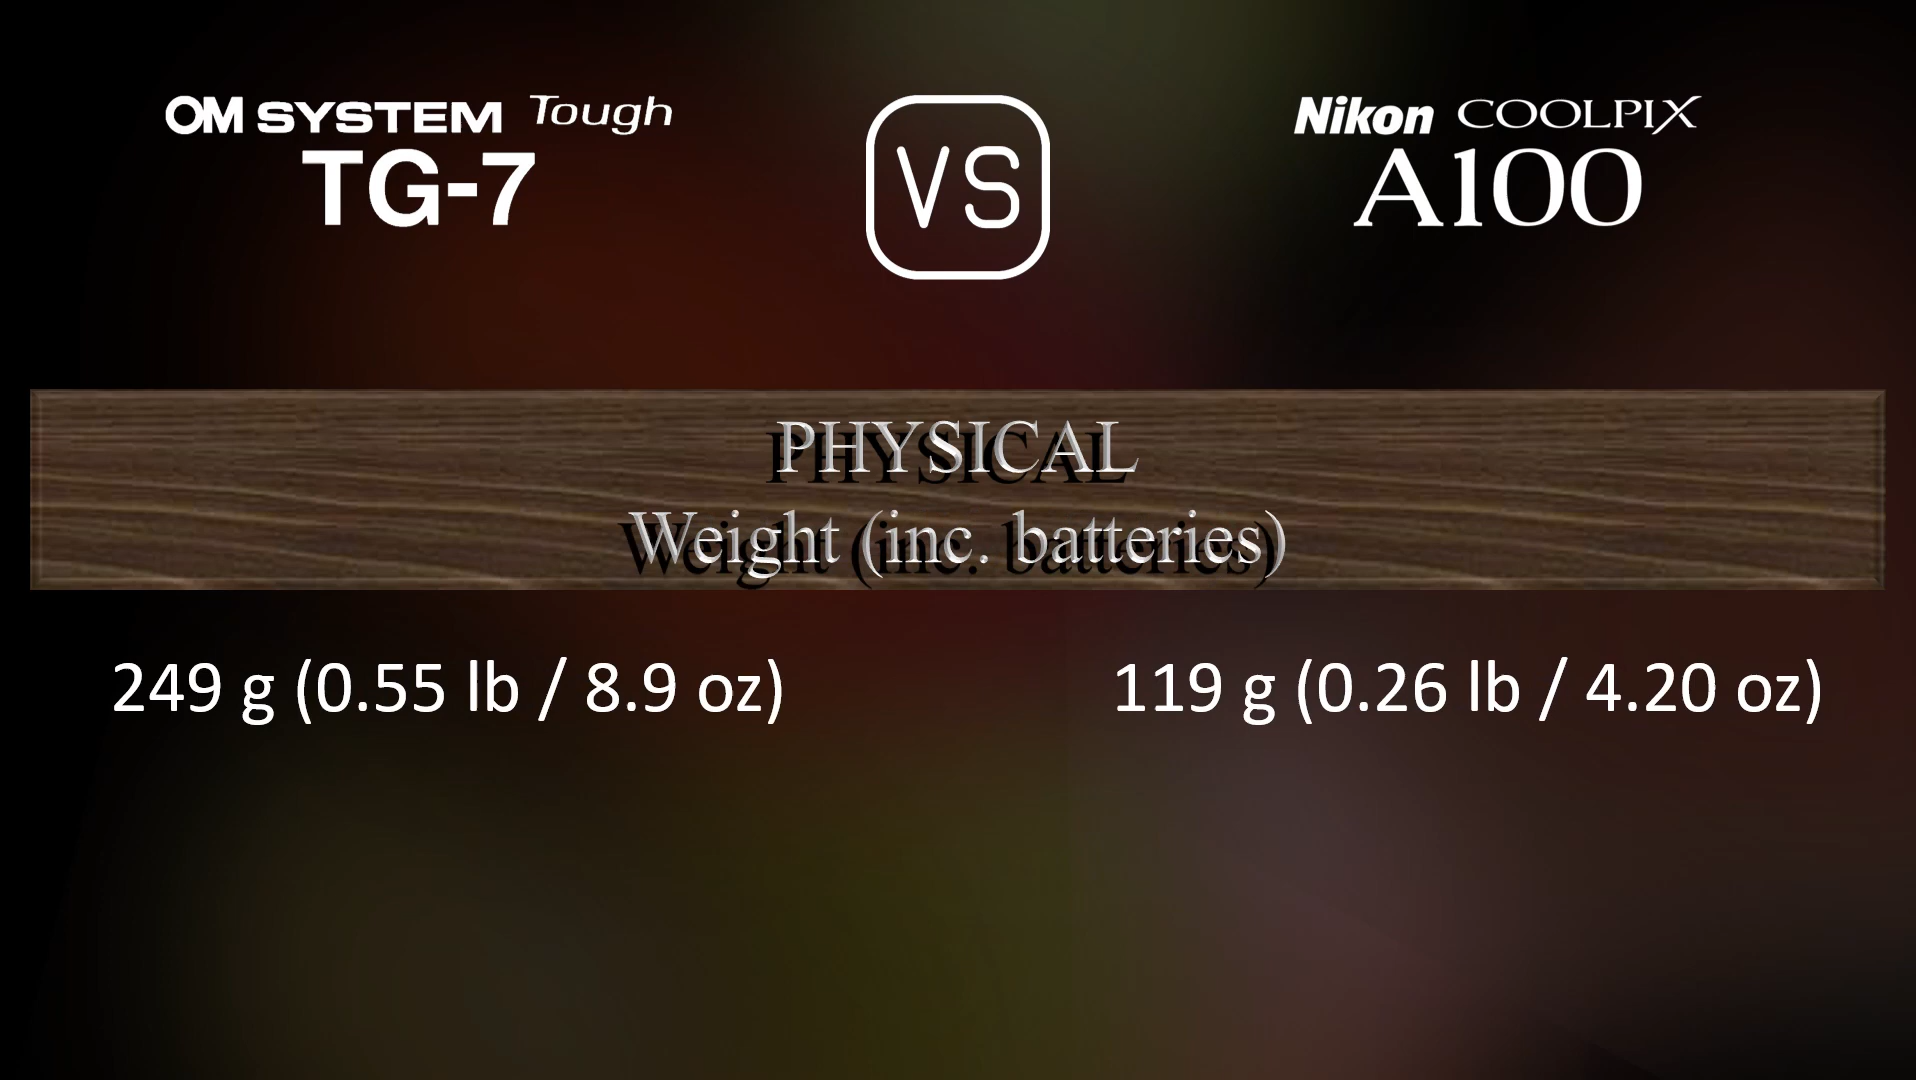 OM SYSTEM Tough
TG-7
VS
Nikon COOLPIX
A100
PHYSICAL
Weight (inc. batteries)
249 g (0.55 lb / 8.9 oz)
119 g (0.26 lb / 4.20 oz)